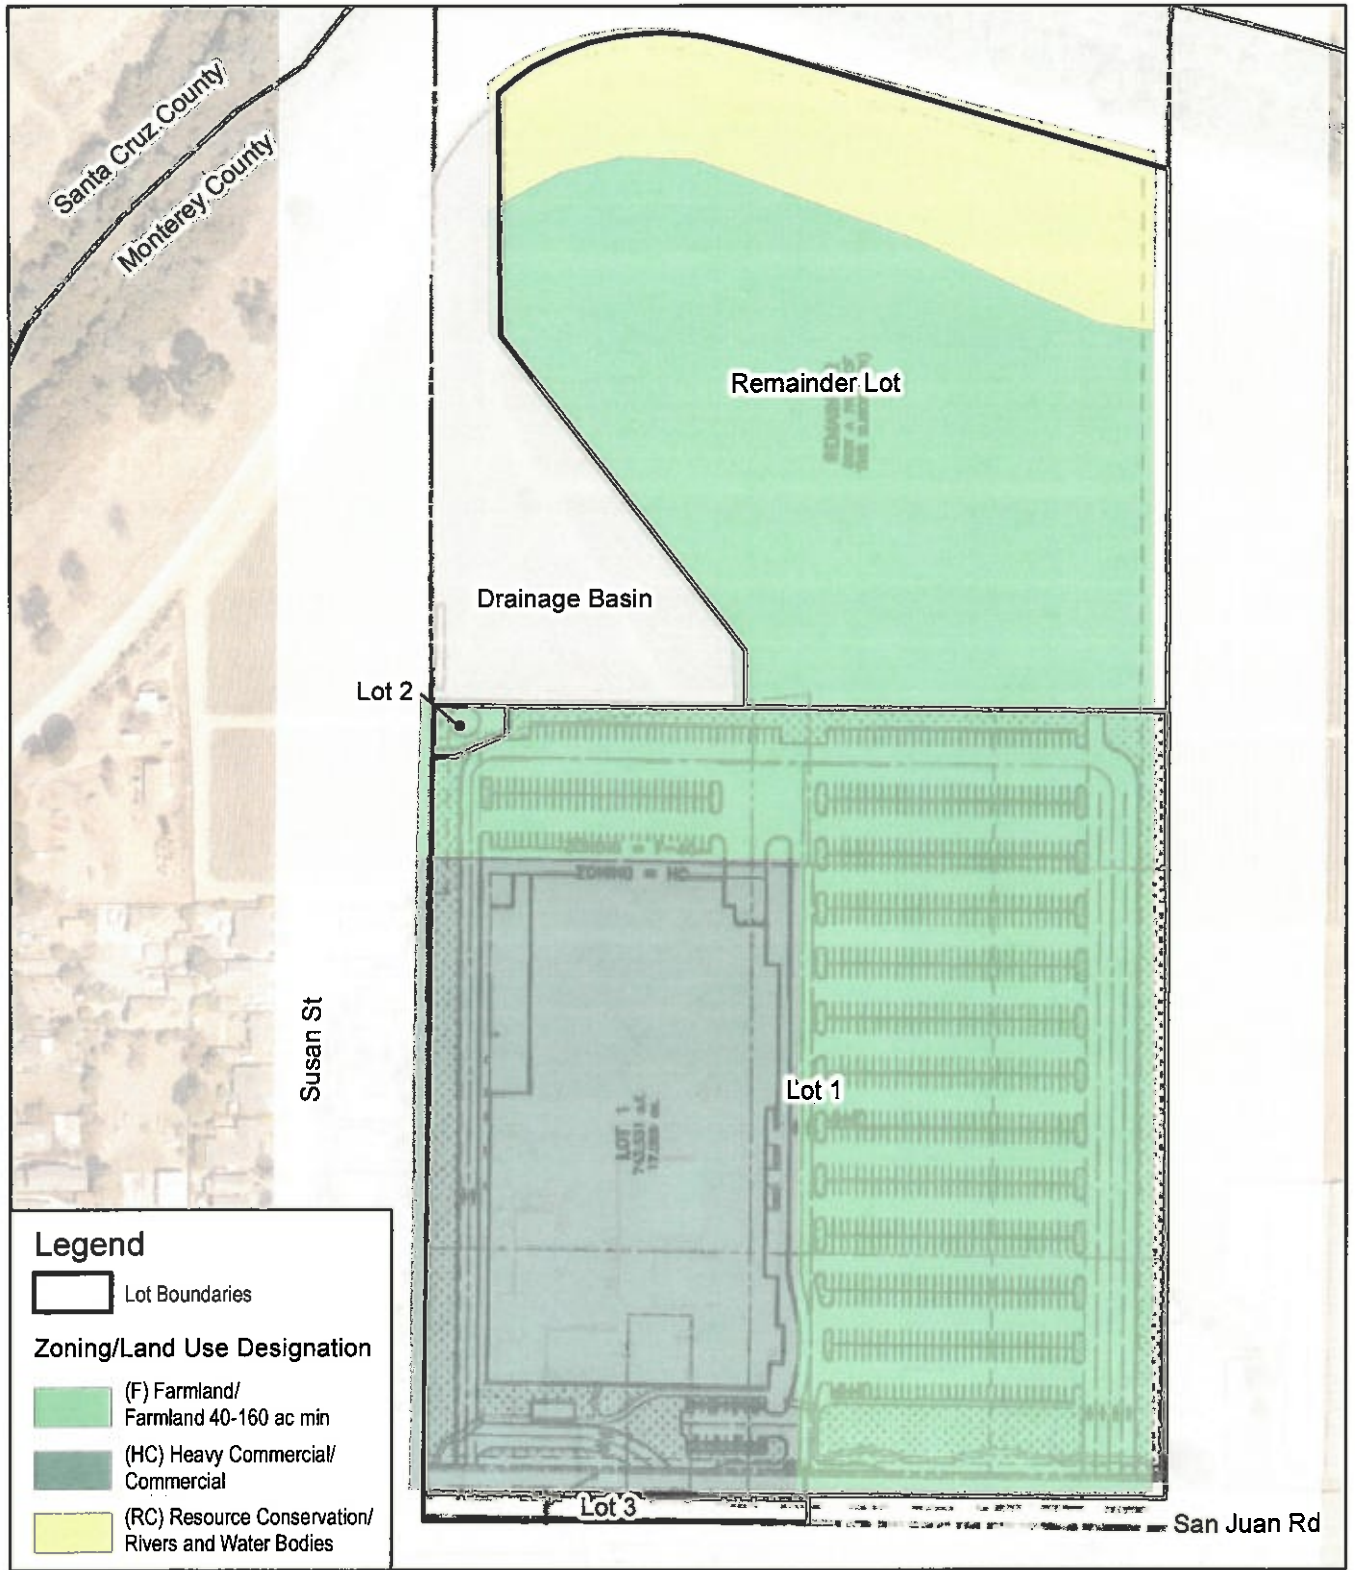 Santa Cruz County
Monterey County
Remainder Lot
Drainage Basin
Lot 2
Susan St
Lot 1
LOT 1
Lot 3
San Juan Rd
Legend
Lot Boundaries
Zoning/Land Use Designation
(F) Farmland/
Farmland 40-160 ac min
(HC) Heavy Commercial/
Commercial
(RC) Resource Conservation/
Rivers and Water Bodies